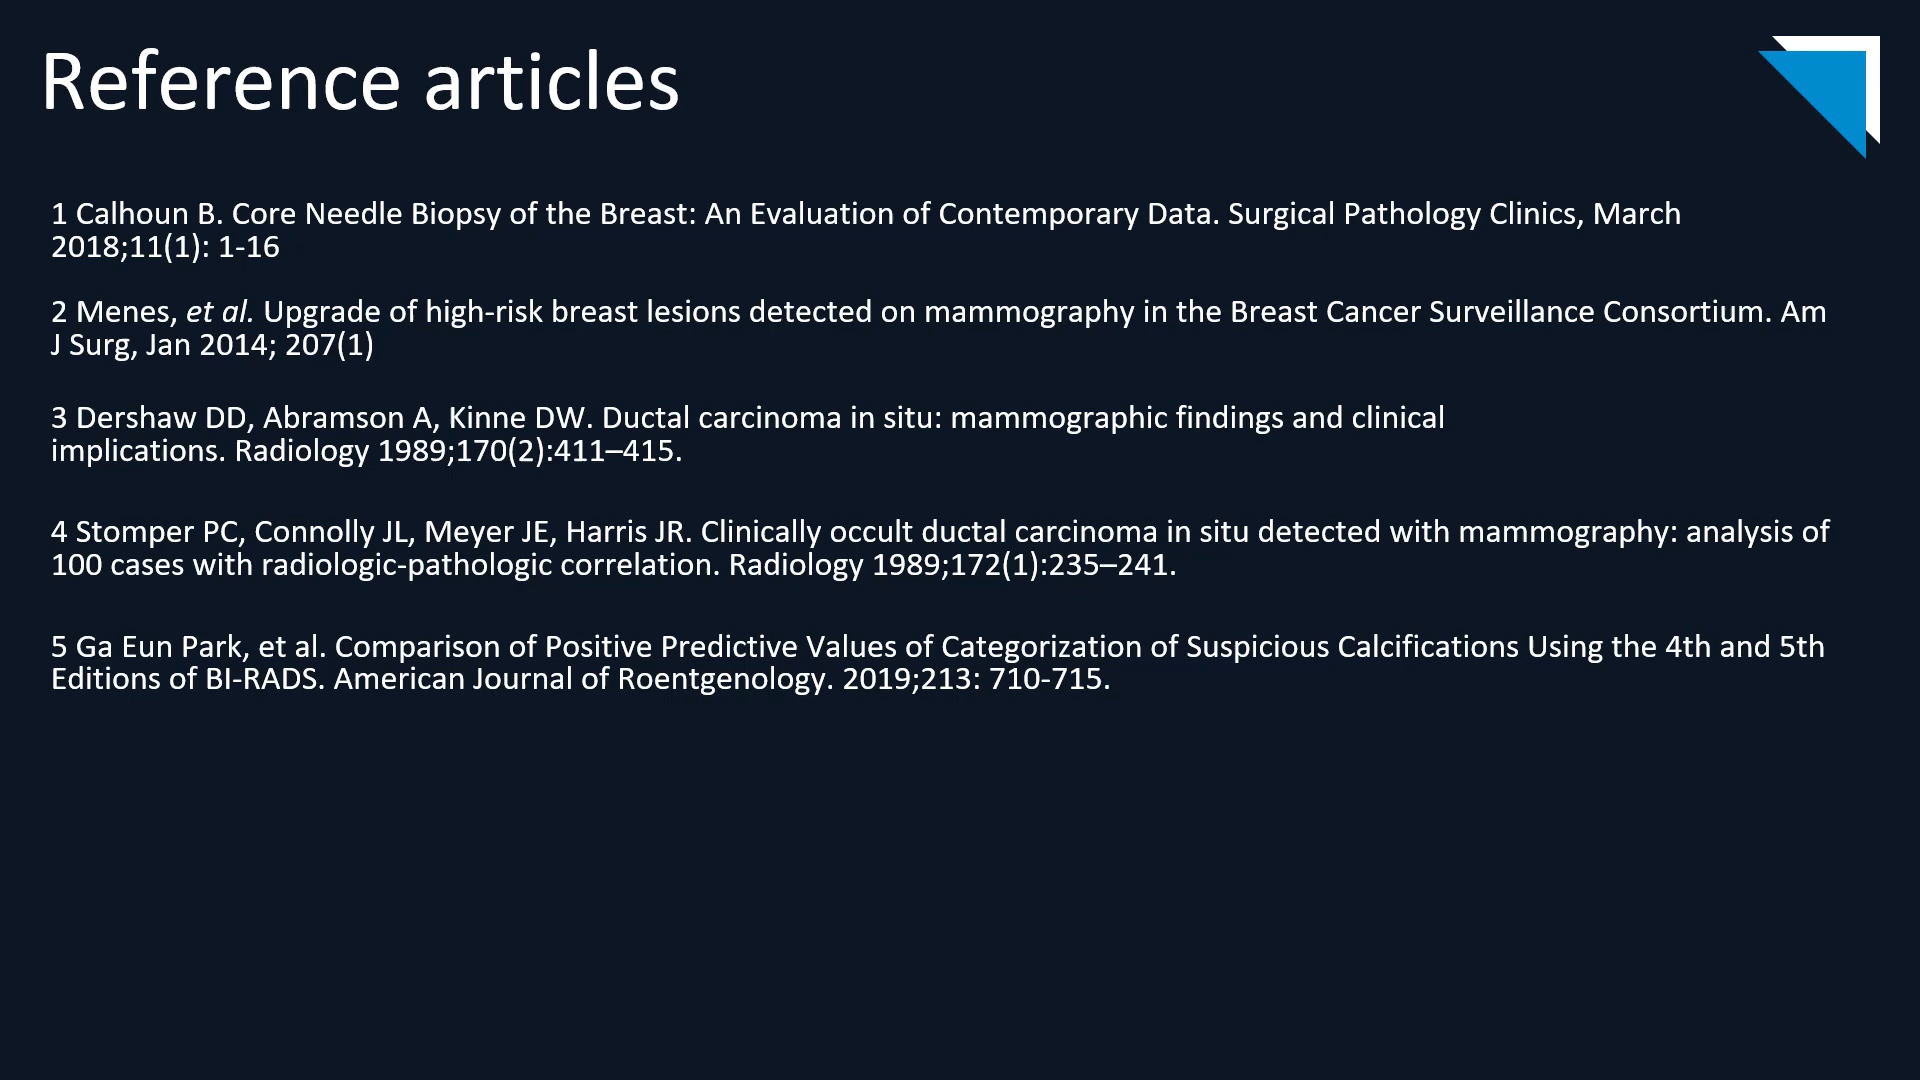 Reference articles
1 Calhoun B. Core Needle Biopsy of the Breast: An Evaluation of Contemporary Data. Surgical Pathology Clinics, March
2018;11(1): 1-16
2 Menes, et al. Upgrade of high-risk breast lesions detected on mammography in the Breast Cancer Surveillance Consortium. Am
J Surg, Jan 2014; 207(1)
3 Dershaw DD, Abramson A, Kinne DW. Ductal carcinoma in situ: mammographic findings and clinical
implications. Radiology 1989;170(2):411–415.
4 Stomper PC, Connolly JL, Meyer JE, Harris JR. Clinically occult ductal carcinoma in situ detected with mammography: analysis of
100 cases with radiologic-pathologic correlation. Radiology 1989;172(1):235–241.
5 Ga Eun Park, et al. Comparison of Positive Predictive Values of Categorization of Suspicious Calcifications Using the 4th and 5th
Editions of BI-RADS. American Journal of Roentgenology. 2019;213: 710-715.